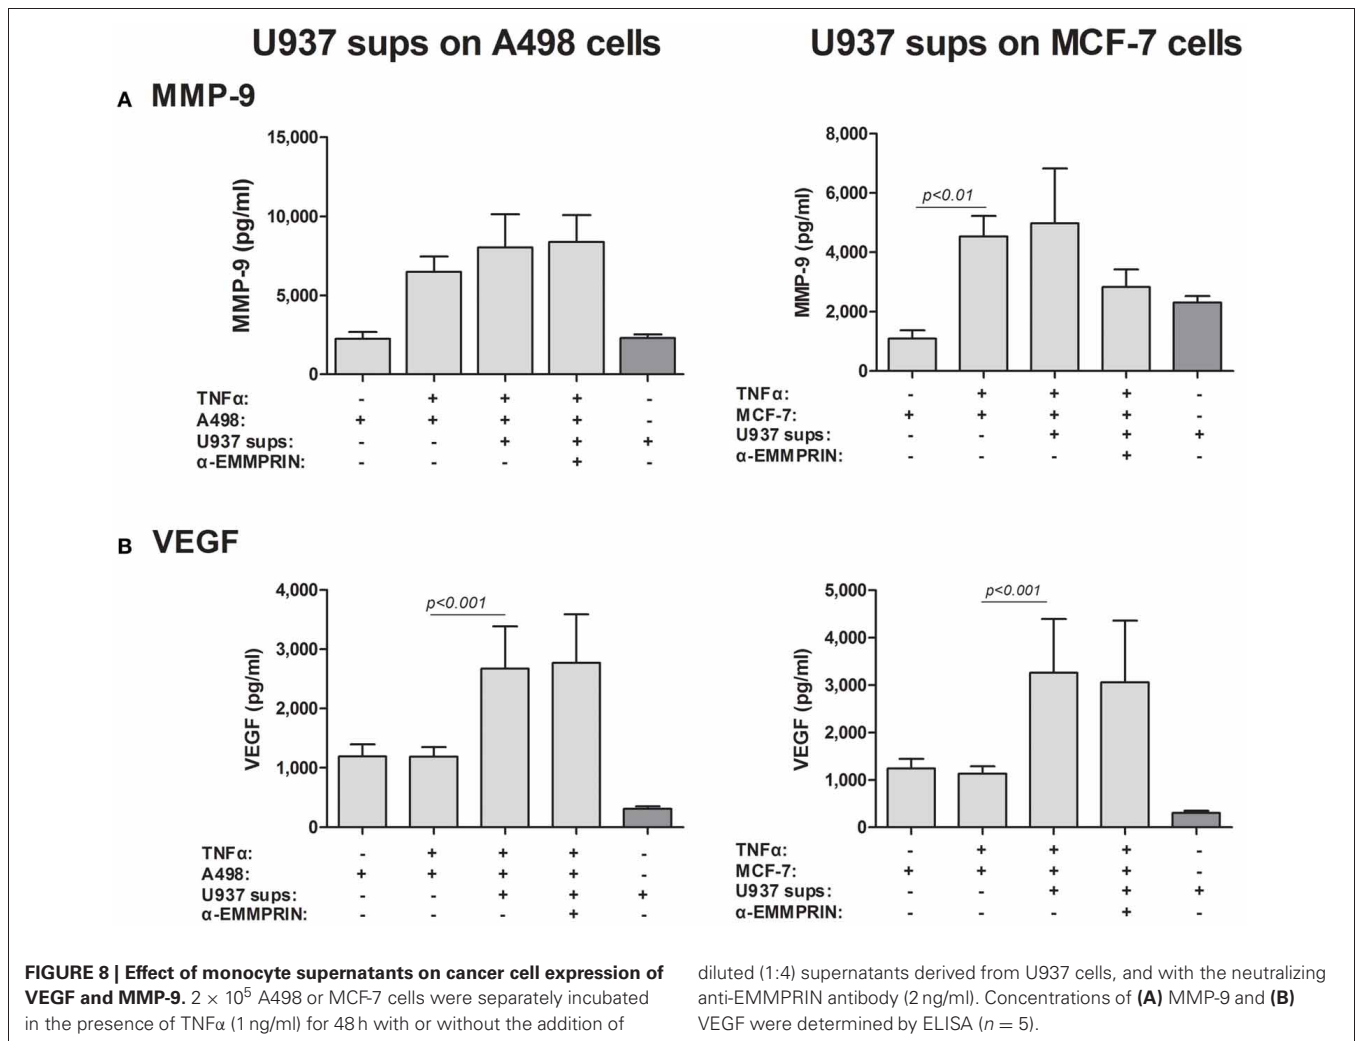 U937 sups on A498 cells
U937 sups on MCF-7 cells
A MMP-9
MMP-9 (pg/ml)
15,000
10,000
5,000
0
TNFα: - + + + -
A498: + + + + -
U937 sups: - - + + +
α-EMMPRIN: - - - + -
MMP-9 (pg/ml)
8,000
6,000
4,000
2,000
0
p<0.01
TNFα: - + + + -
MCF-7: + + + + -
U937 sups: - - + + +
α-EMMPRIN: - - - + -
B VEGF
VEGF (pg/ml)
4,000
3,000
2,000
1,000
0
p<0.001
TNFα: - + + + -
A498: + + + + -
U937 sups: - - + + +
α-EMMPRIN: - - - + -
VEGF (pg/ml)
5,000
4,000
3,000
2,000
1,000
0
p<0.001
TNFα: - + + + -
MCF-7: + + + + -
U937 sups: - - + + +
α-EMMPRIN: - - - + -
FIGURE 8 | Effect of monocyte supernatants on cancer cell expression of
VEGF and MMP-9. 2 × 10⁵ A498 or MCF-7 cells were separately incubated
in the presence of TNFα (1 ng/ml) for 48 h with or without the addition of
diluted (1:4) supernatants derived from U937 cells, and with the neutralizing
anti-EMMPRIN antibody (2 ng/ml). Concentrations of (A) MMP-9 and (B)
VEGF were determined by ELISA (n = 5).